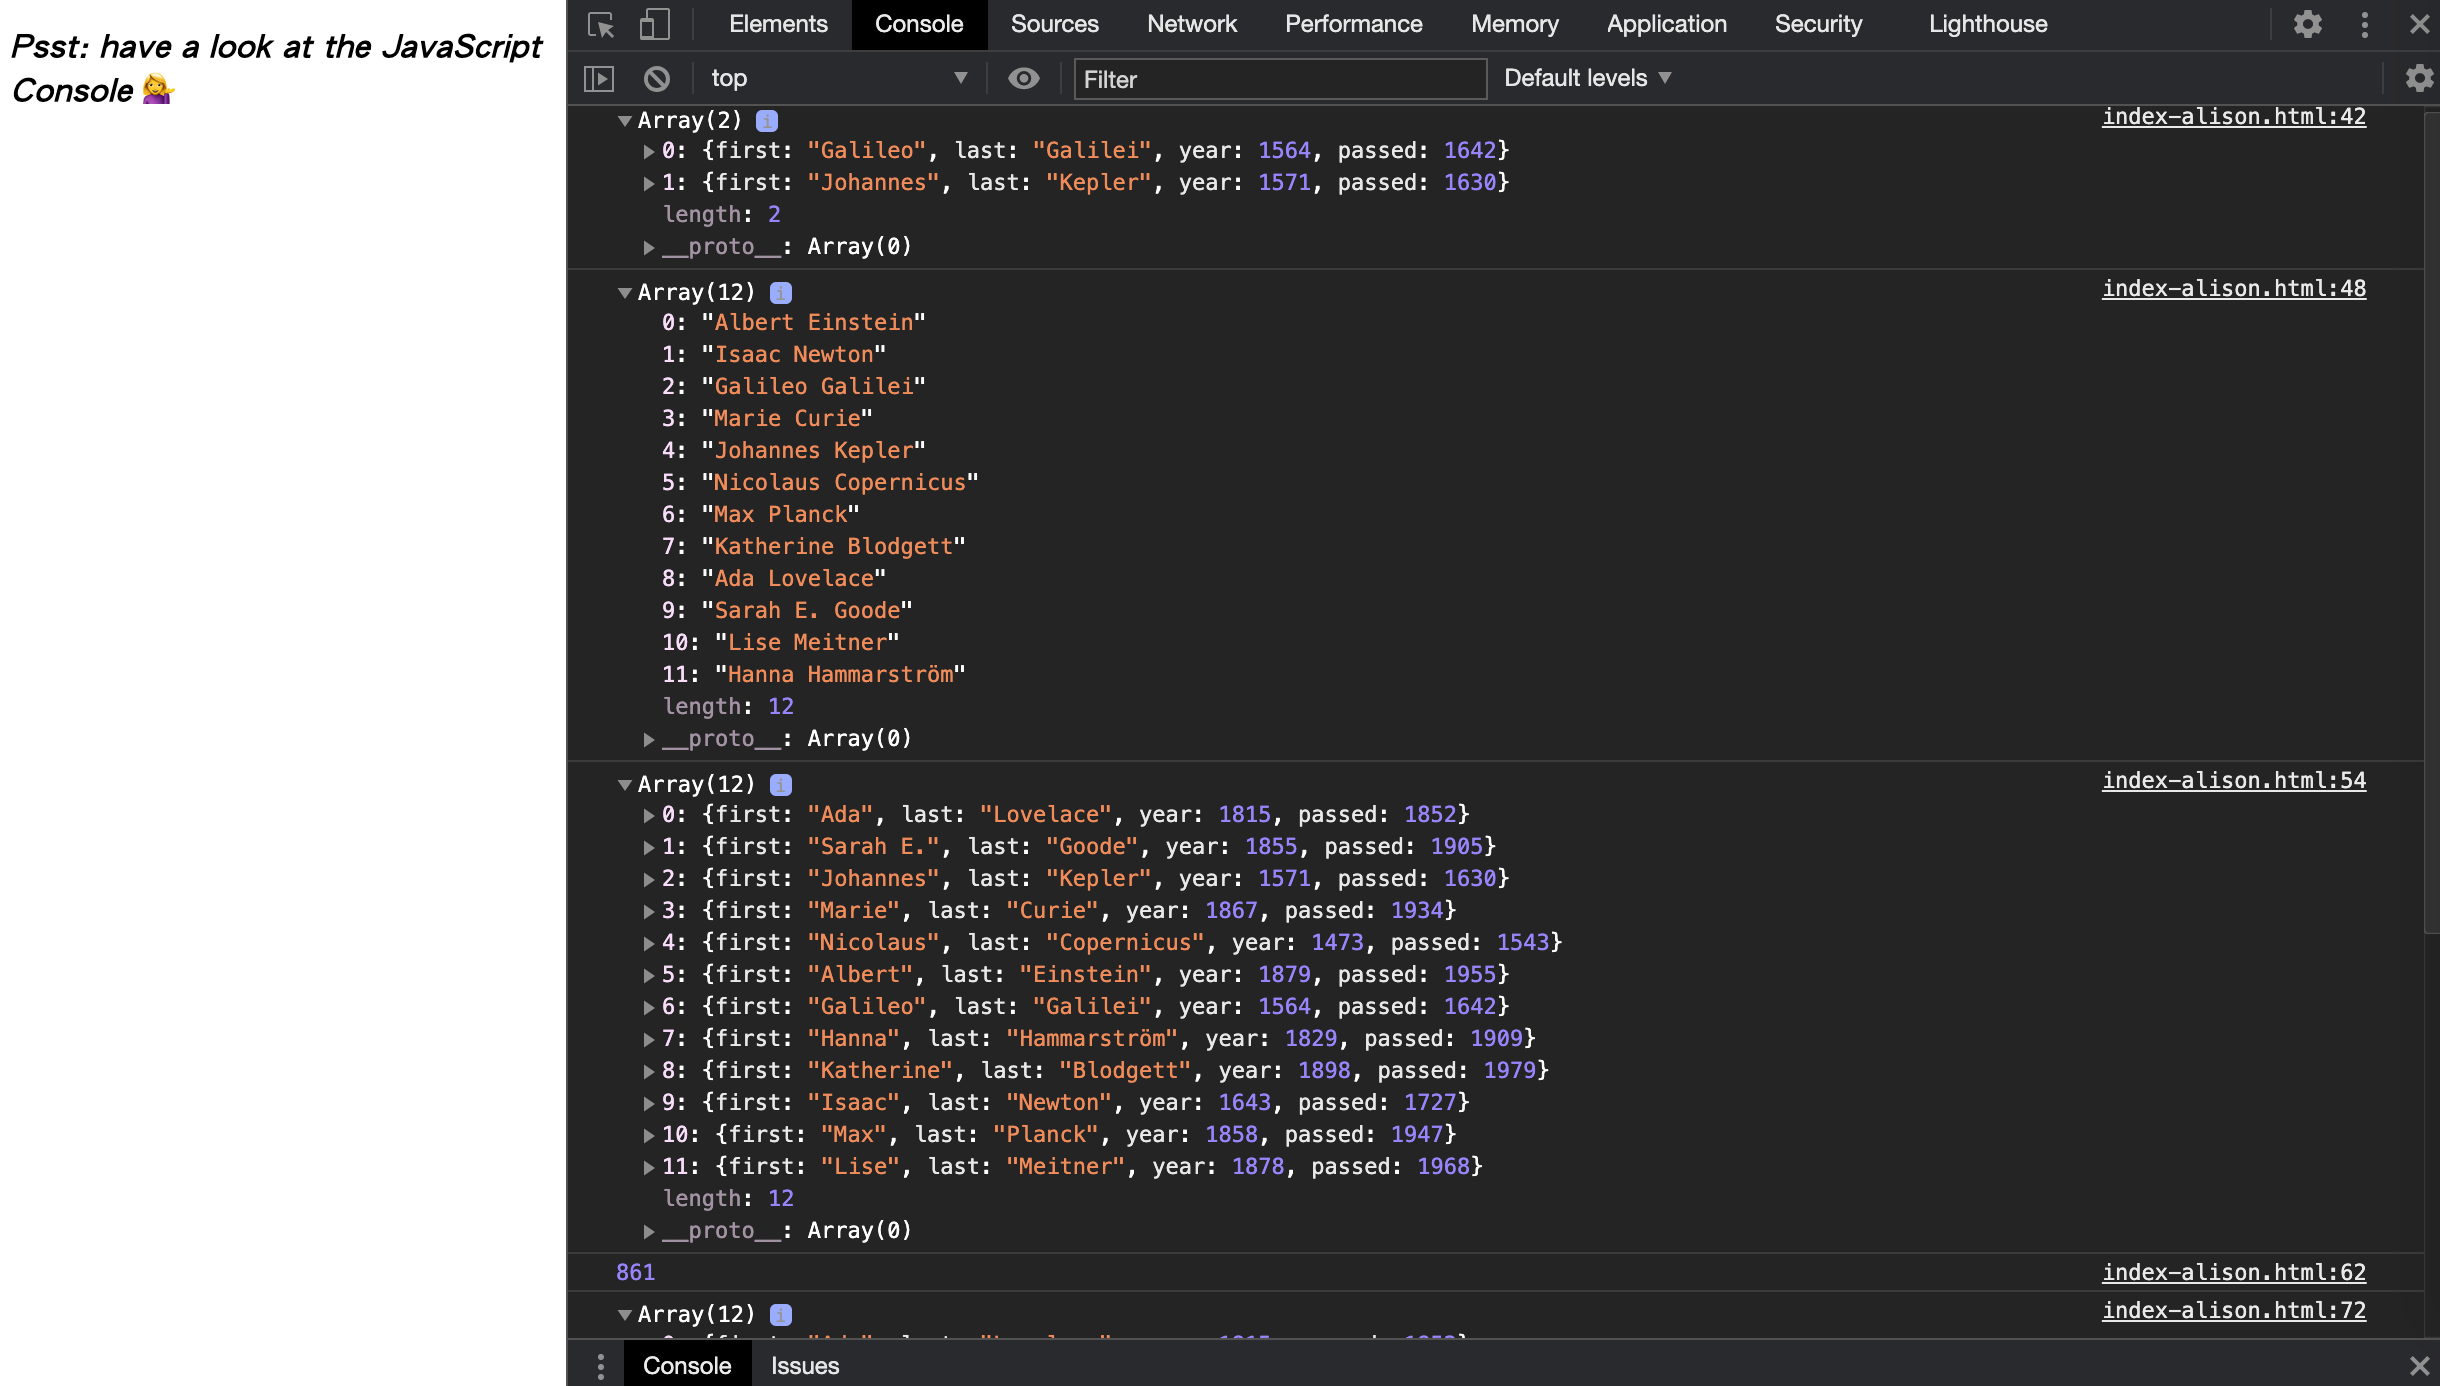 Psst: have a look at the JavaScript
Console 💁‍♀️
Elements Console Sources Network Performance Memory Application Security Lighthouse
top Filter Default levels
Array(2) i index-alison.html:42
0: {first: "Galileo", last: "Galilei", year: 1564, passed: 1642}
1: {first: "Johannes", last: "Kepler", year: 1571, passed: 1630}
length: 2
__proto__: Array(0)
Array(12) i index-alison.html:48
0: "Albert Einstein"
1: "Isaac Newton"
2: "Galileo Galilei"
3: "Marie Curie"
4: "Johannes Kepler"
5: "Nicolaus Copernicus"
6: "Max Planck"
7: "Katherine Blodgett"
8: "Ada Lovelace"
9: "Sarah E. Goode"
10: "Lise Meitner"
11: "Hanna Hammarström"
length: 12
__proto__: Array(0)
Array(12) i index-alison.html:54
0: {first: "Ada", last: "Lovelace", year: 1815, passed: 1852}
1: {first: "Sarah E.", last: "Goode", year: 1855, passed: 1905}
2: {first: "Johannes", last: "Kepler", year: 1571, passed: 1630}
3: {first: "Marie", last: "Curie", year: 1867, passed: 1934}
4: {first: "Nicolaus", last: "Copernicus", year: 1473, passed: 1543}
5: {first: "Albert", last: "Einstein", year: 1879, passed: 1955}
6: {first: "Galileo", last: "Galilei", year: 1564, passed: 1642}
7: {first: "Hanna", last: "Hammarström", year: 1829, passed: 1909}
8: {first: "Katherine", last: "Blodgett", year: 1898, passed: 1979}
9: {first: "Isaac", last: "Newton", year: 1643, passed: 1727}
10: {first: "Max", last: "Planck", year: 1858, passed: 1947}
11: {first: "Lise", last: "Meitner", year: 1878, passed: 1968}
length: 12
__proto__: Array(0)
861 index-alison.html:62
Array(12) i index-alison.html:72
Console Issues